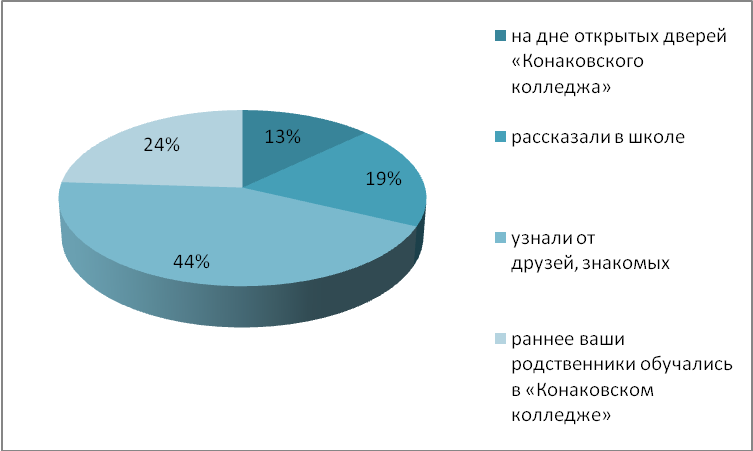 на дне открытых дверей
«Конаковского
колледжа»
13%
24%
рассказали в школе
19%
узнали от
друзей, знакомых
44%
раннее ваши
родственники обучались
в «Конаковском
колледже»